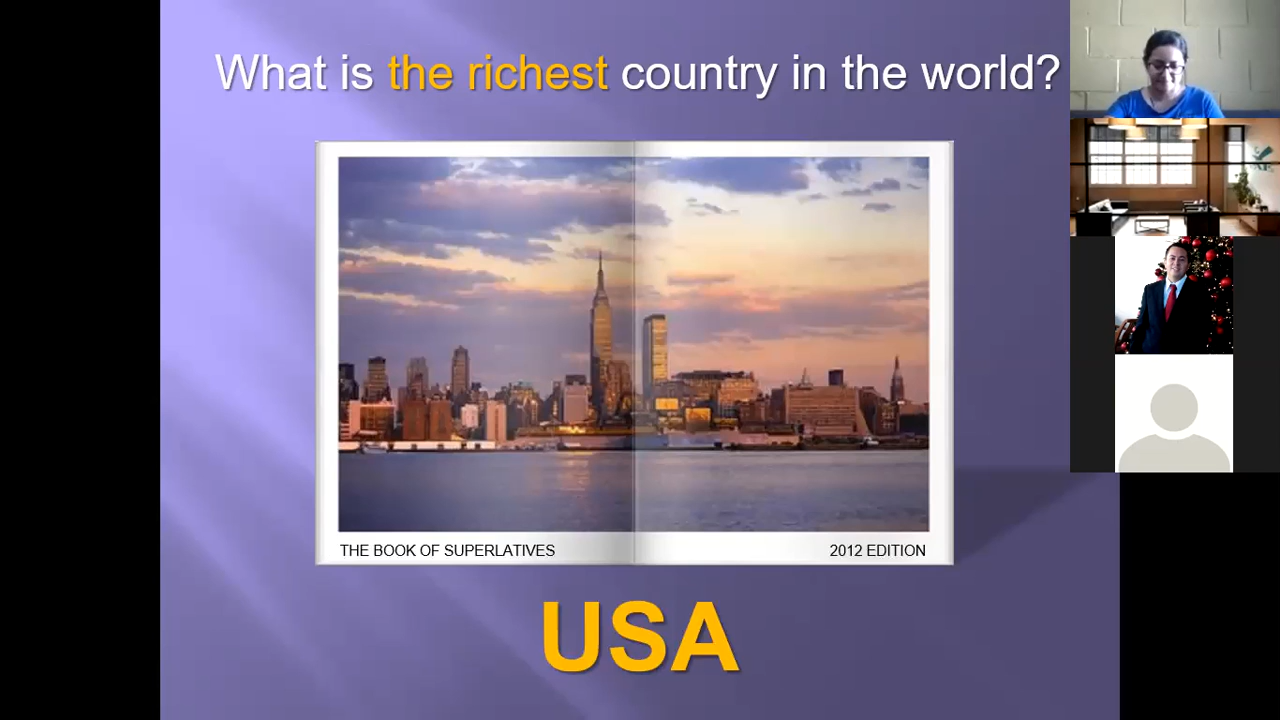 What is the richest country in the world?
THE BOOK OF SUPERLATIVES
2012 EDITION
USA